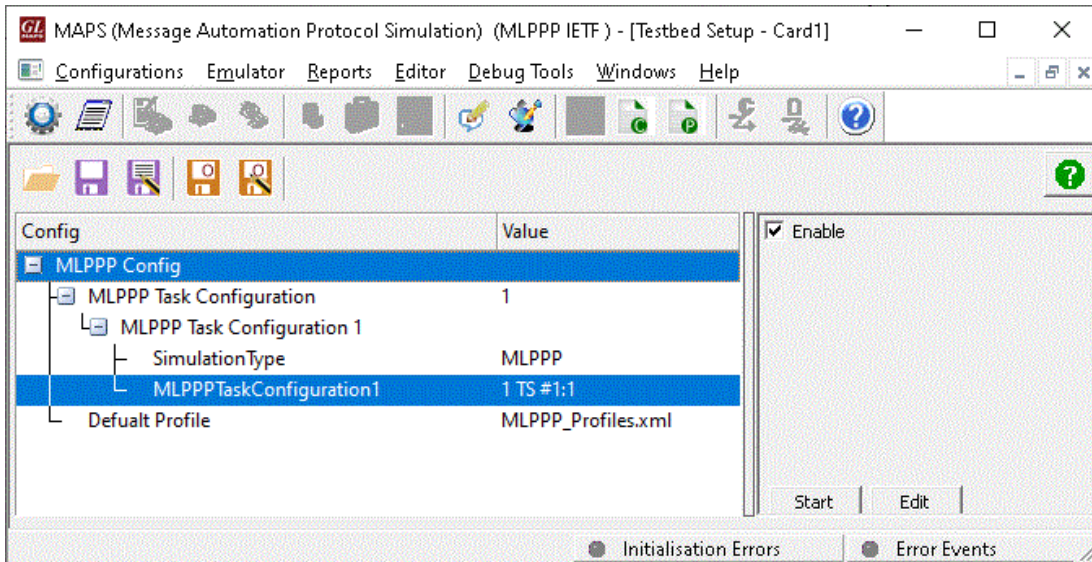 GL MAPS MAPS (Message Automation Protocol Simulation) (MLPPP IETF ) - [Testbed Setup - Card1]
Configurations Emulator Reports Editor Debug Tools Windows Help
C P ?
?
Config Value
MLPPP Config
MLPPP Task Configuration 1
MLPPP Task Configuration 1
SimulationType MLPPP
MLPPPTaskConfiguration1 1 TS #1:1
Defualt Profile MLPPP_Profiles.xml
Enable
Start Edit
Initialisation Errors Error Events